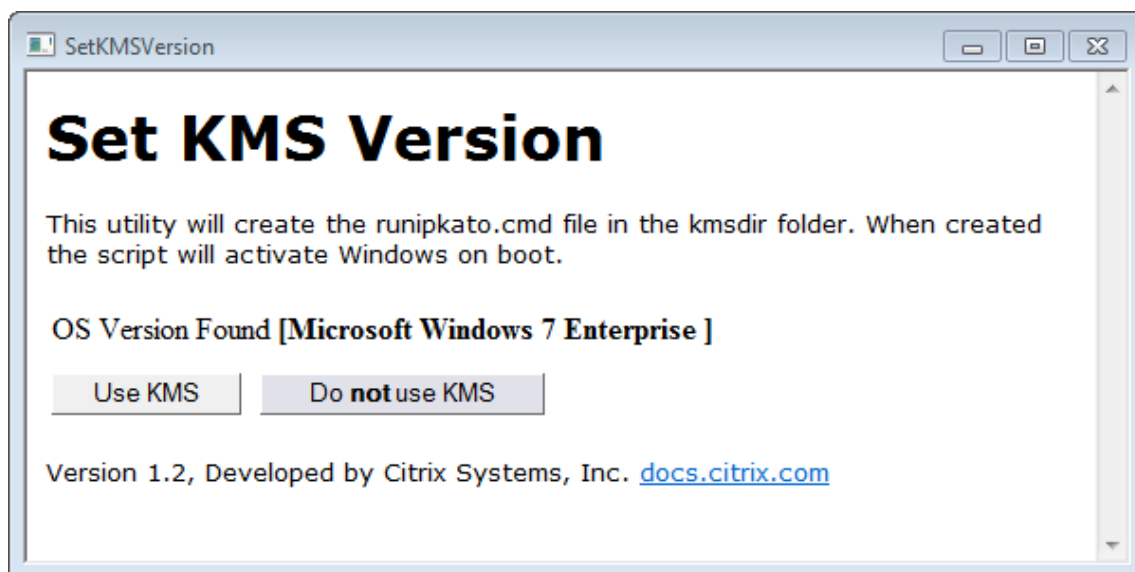 SetKMSVersion
Set KMS Version
This utility will create the runipkato.cmd file in the kmsdir folder. When created
the script will activate Windows on boot.
OS Version Found [Microsoft Windows 7 Enterprise ]
Use KMS Do not use KMS
Version 1.2, Developed by Citrix Systems, Inc. docs.citrix.com